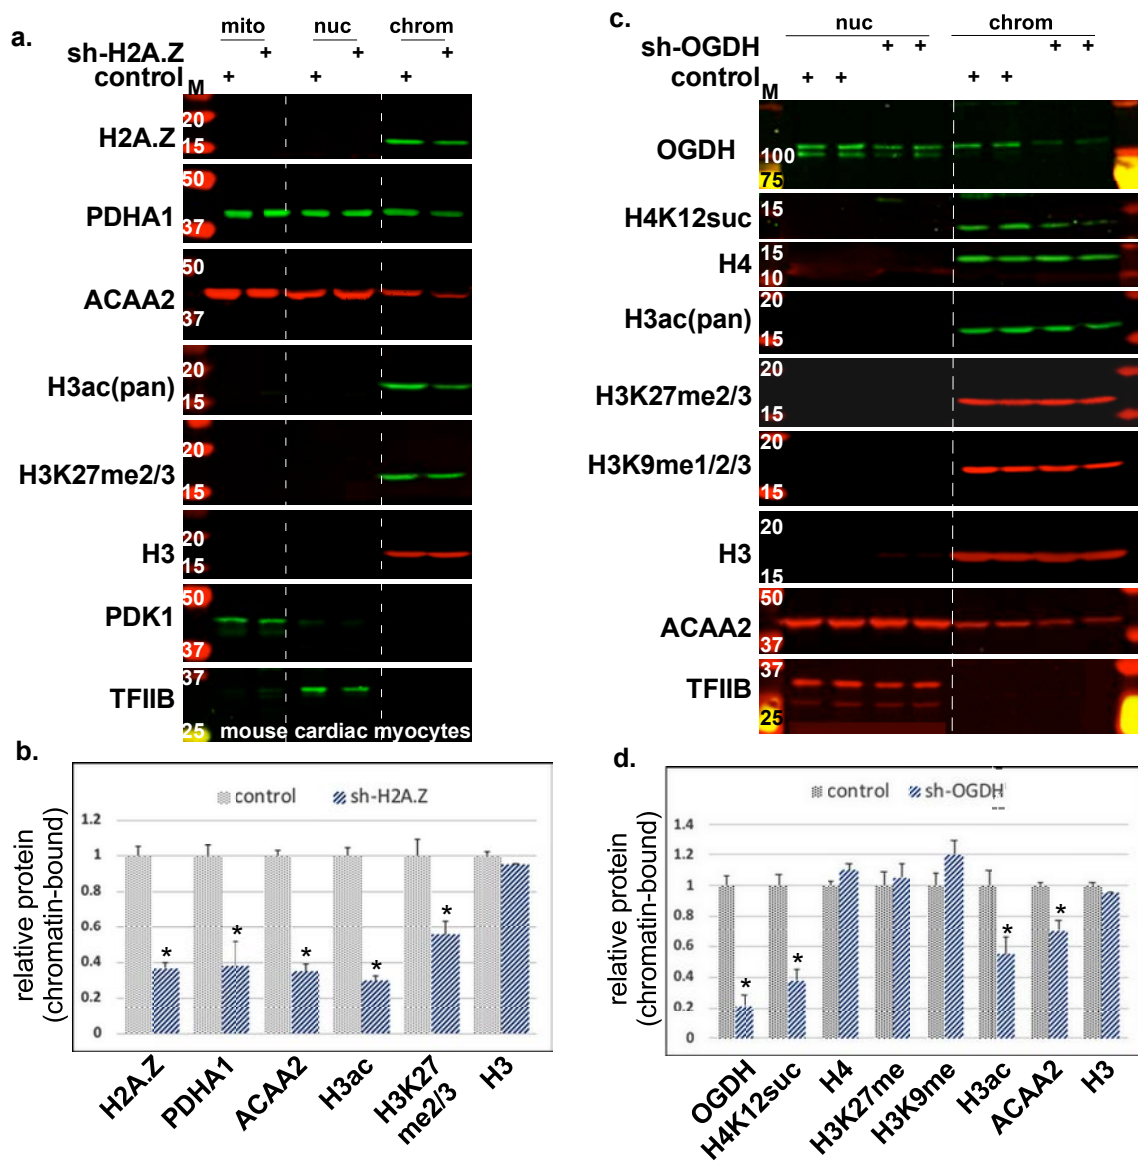 a.
mito nuc chrom
sh-H2A.Z + + +
control + + +
M
H2A.Z 20 15
PDHA1 50 37
ACAA2 50 37
H3ac(pan) 20 15
H3K27me2/3 20 15
H3 20 15
PDK1 50 37
TFIIB 37 25
mouse cardiac myocytes
b.
control sh-H2A.Z
relative protein
(chromatin-bound)
1.2
1
0.8
0.6
0.4
0.2
0
* * * * *
H2A.Z
PDHA1
ACAA2
H3ac
H3K27
me2/3
H3
c.
nuc chrom
sh-OGDH + + + +
control + + + +
M
OGDH 100 75
H4K12suc 15
H4 15 10
H3ac(pan) 20 15
H3K27me2/3 20 15
H3K9me1/2/3 20 15
H3 20 15
ACAA2 50 37
TFIIB 37 25
d.
control sh-OGDH
relative protein
(chromatin-bound)
1.4
1.2
1
0.8
0.6
0.4
0.2
0
* * * *
OGDH
H4K12suc
H4
H3K27me
H3K9me
H3ac
ACAA2
H3